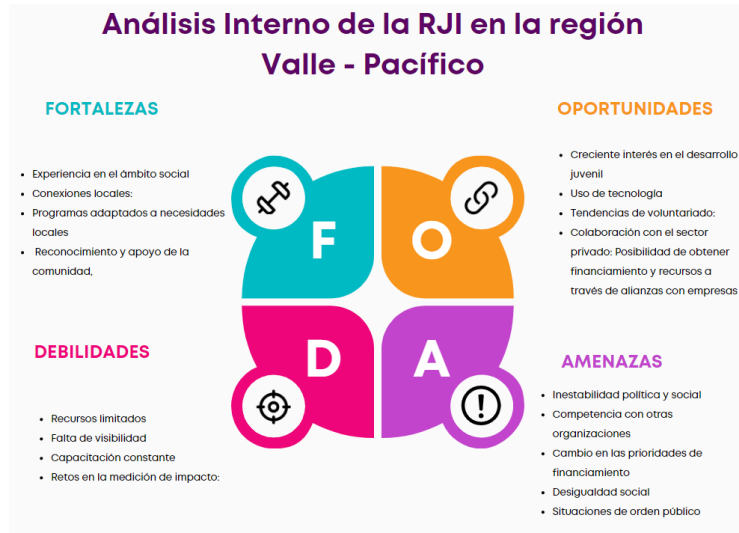 Análisis Interno de la RJI en la región
Valle - Pacífico
FORTALEZAS
• Experiencia en el ámbito social
• Conexiones locales:
• Programas adaptados a necesidades
locales
• Reconocimiento y apoyo de la
comunidad,
OPORTUNIDADES
• Creciente interés en el desarrollo
juvenil
• Uso de tecnología
• Tendencias de voluntariado:
• Colaboración con el sector
privado: Posibilidad de obtener
financiamiento y recursos a
través de alianzas con empresas
F
O
D
A
DEBILIDADES
• Recursos limitados
• Falta de visibilidad
• Capacitación constante
• Retos en la medición de impacto:
AMENAZAS
• Inestabilidad política y social
• Competencia con otras
organizaciones
• Cambio en las prioridades de
financiamiento
• Desigualdad social
• Situaciones de orden público